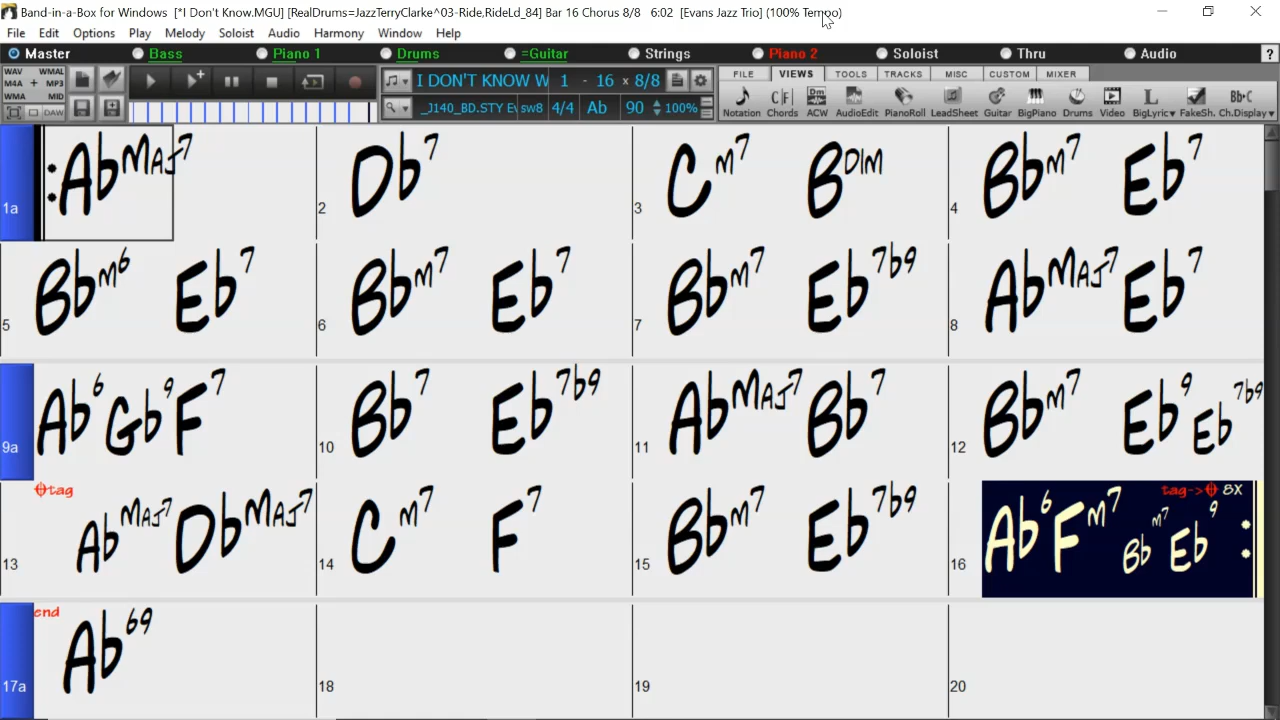 Band-in-a-Box for Windows [*I Don't Know.MGU] [RealDrums=JazzTerryClarke^03-Ride,RideLd_84] Bar 16 Chorus 8/8 6:02 [Evans Jazz Trio] (100% Tempo)
File Edit Options Play Melody Soloist Audio Harmony Window Help
Master Bass Piano 1 Drums =Guitar Strings Piano 2 Soloist Thru Audio ?
WAV WMAL
M4A + MP3
WMA MID
DAW
I DON'T KNOW W 1 - 16 x 8/8
_J140_BD.STY Ev sw8 4/4 Ab 90 100%
FILE VIEWS TOOLS TRACKS MISC CUSTOM MIXER
C|F| Dm Bb▸C
Notation Chords ACW AudioEdit PianoRoll LeadSheet Guitar BigPiano Drums Video BigLyric▾ FakeSh. Ch.Display▾
1a :AbMAJ7 2 Db7 3 Cm7 BDIM 4 Bbm7 Eb7
5 Bbm6 Eb7 6 Bbm7 Eb7 7 Bbm7 Eb7b9 8 AbMAJ7 Eb7
9a Ab6 Gb9 F7 10 Bb7 Eb7b9 11 AbMAJ7 Bb7 12 Bbm7 Eb9 Eb7b9
tag tag-> 8X
13 AbMAJ7 DbMAJ7 14 Cm7 F7 15 Bbm7 Eb7b9 16 Ab6 Fm7 Bbm7 Eb9 :
end
17a Ab69 18 19 20